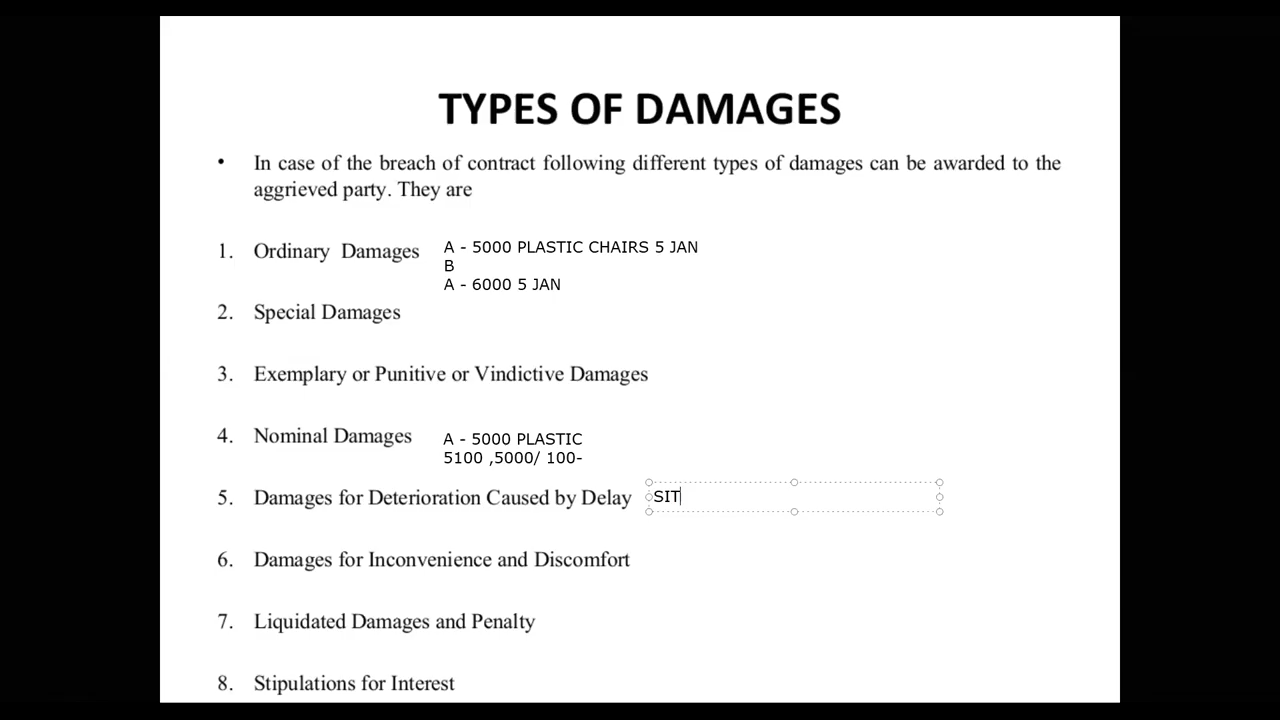 TYPES OF DAMAGES
• In case of the breach of contract following different types of damages can be awarded to the
aggrieved party. They are
1. Ordinary Damages
A - 5000 PLASTIC CHAIRS 5 JAN
B
A - 6000 5 JAN
2. Special Damages
3. Exemplary or Punitive or Vindictive Damages
4. Nominal Damages
A - 5000 PLASTIC
5100 ,5000/ 100-
5. Damages for Deterioration Caused by Delay SIT
6. Damages for Inconvenience and Discomfort
7. Liquidated Damages and Penalty
8. Stipulations for Interest